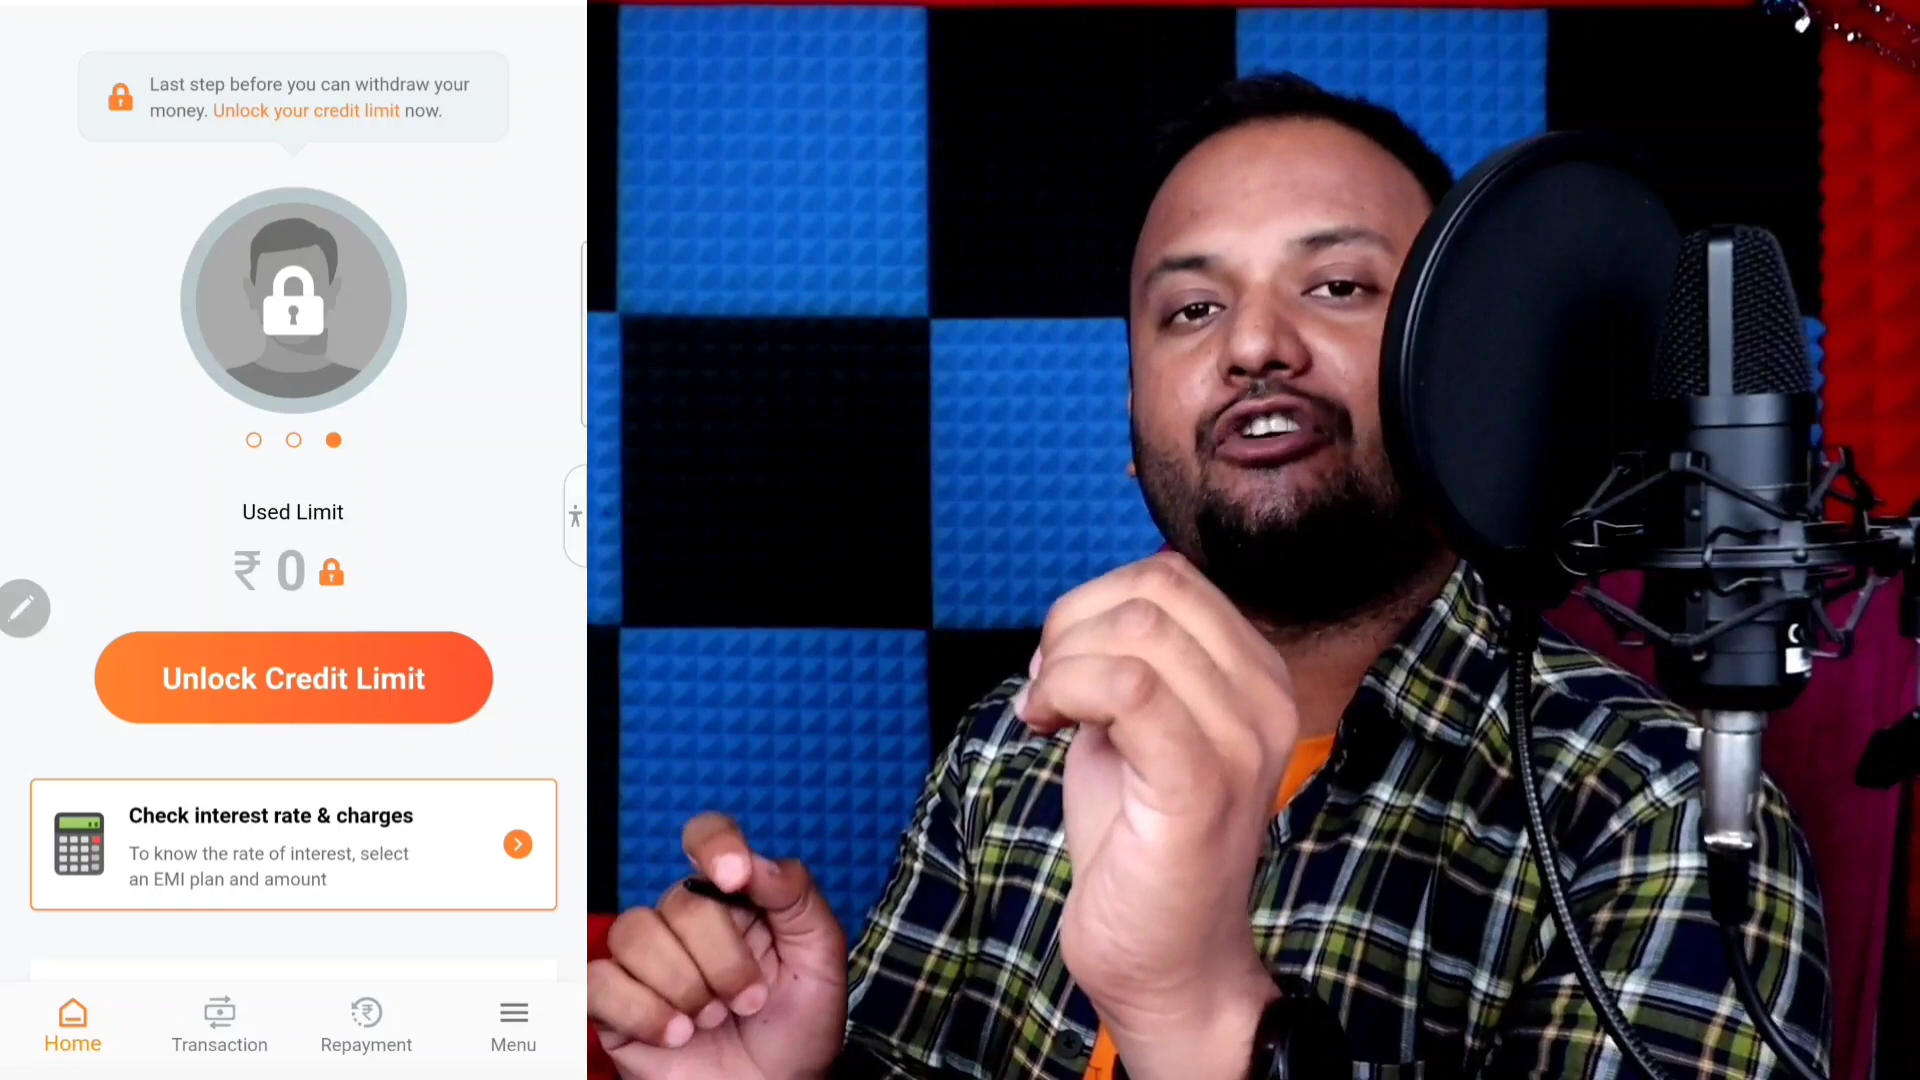 Last step before you can withdraw your
money. Unlock your credit limit now.
Used Limit
₹ 0
Unlock Credit Limit
Check interest rate & charges
To know the rate of interest, select
an EMI plan and amount
Home
Transaction
Repayment
Menu